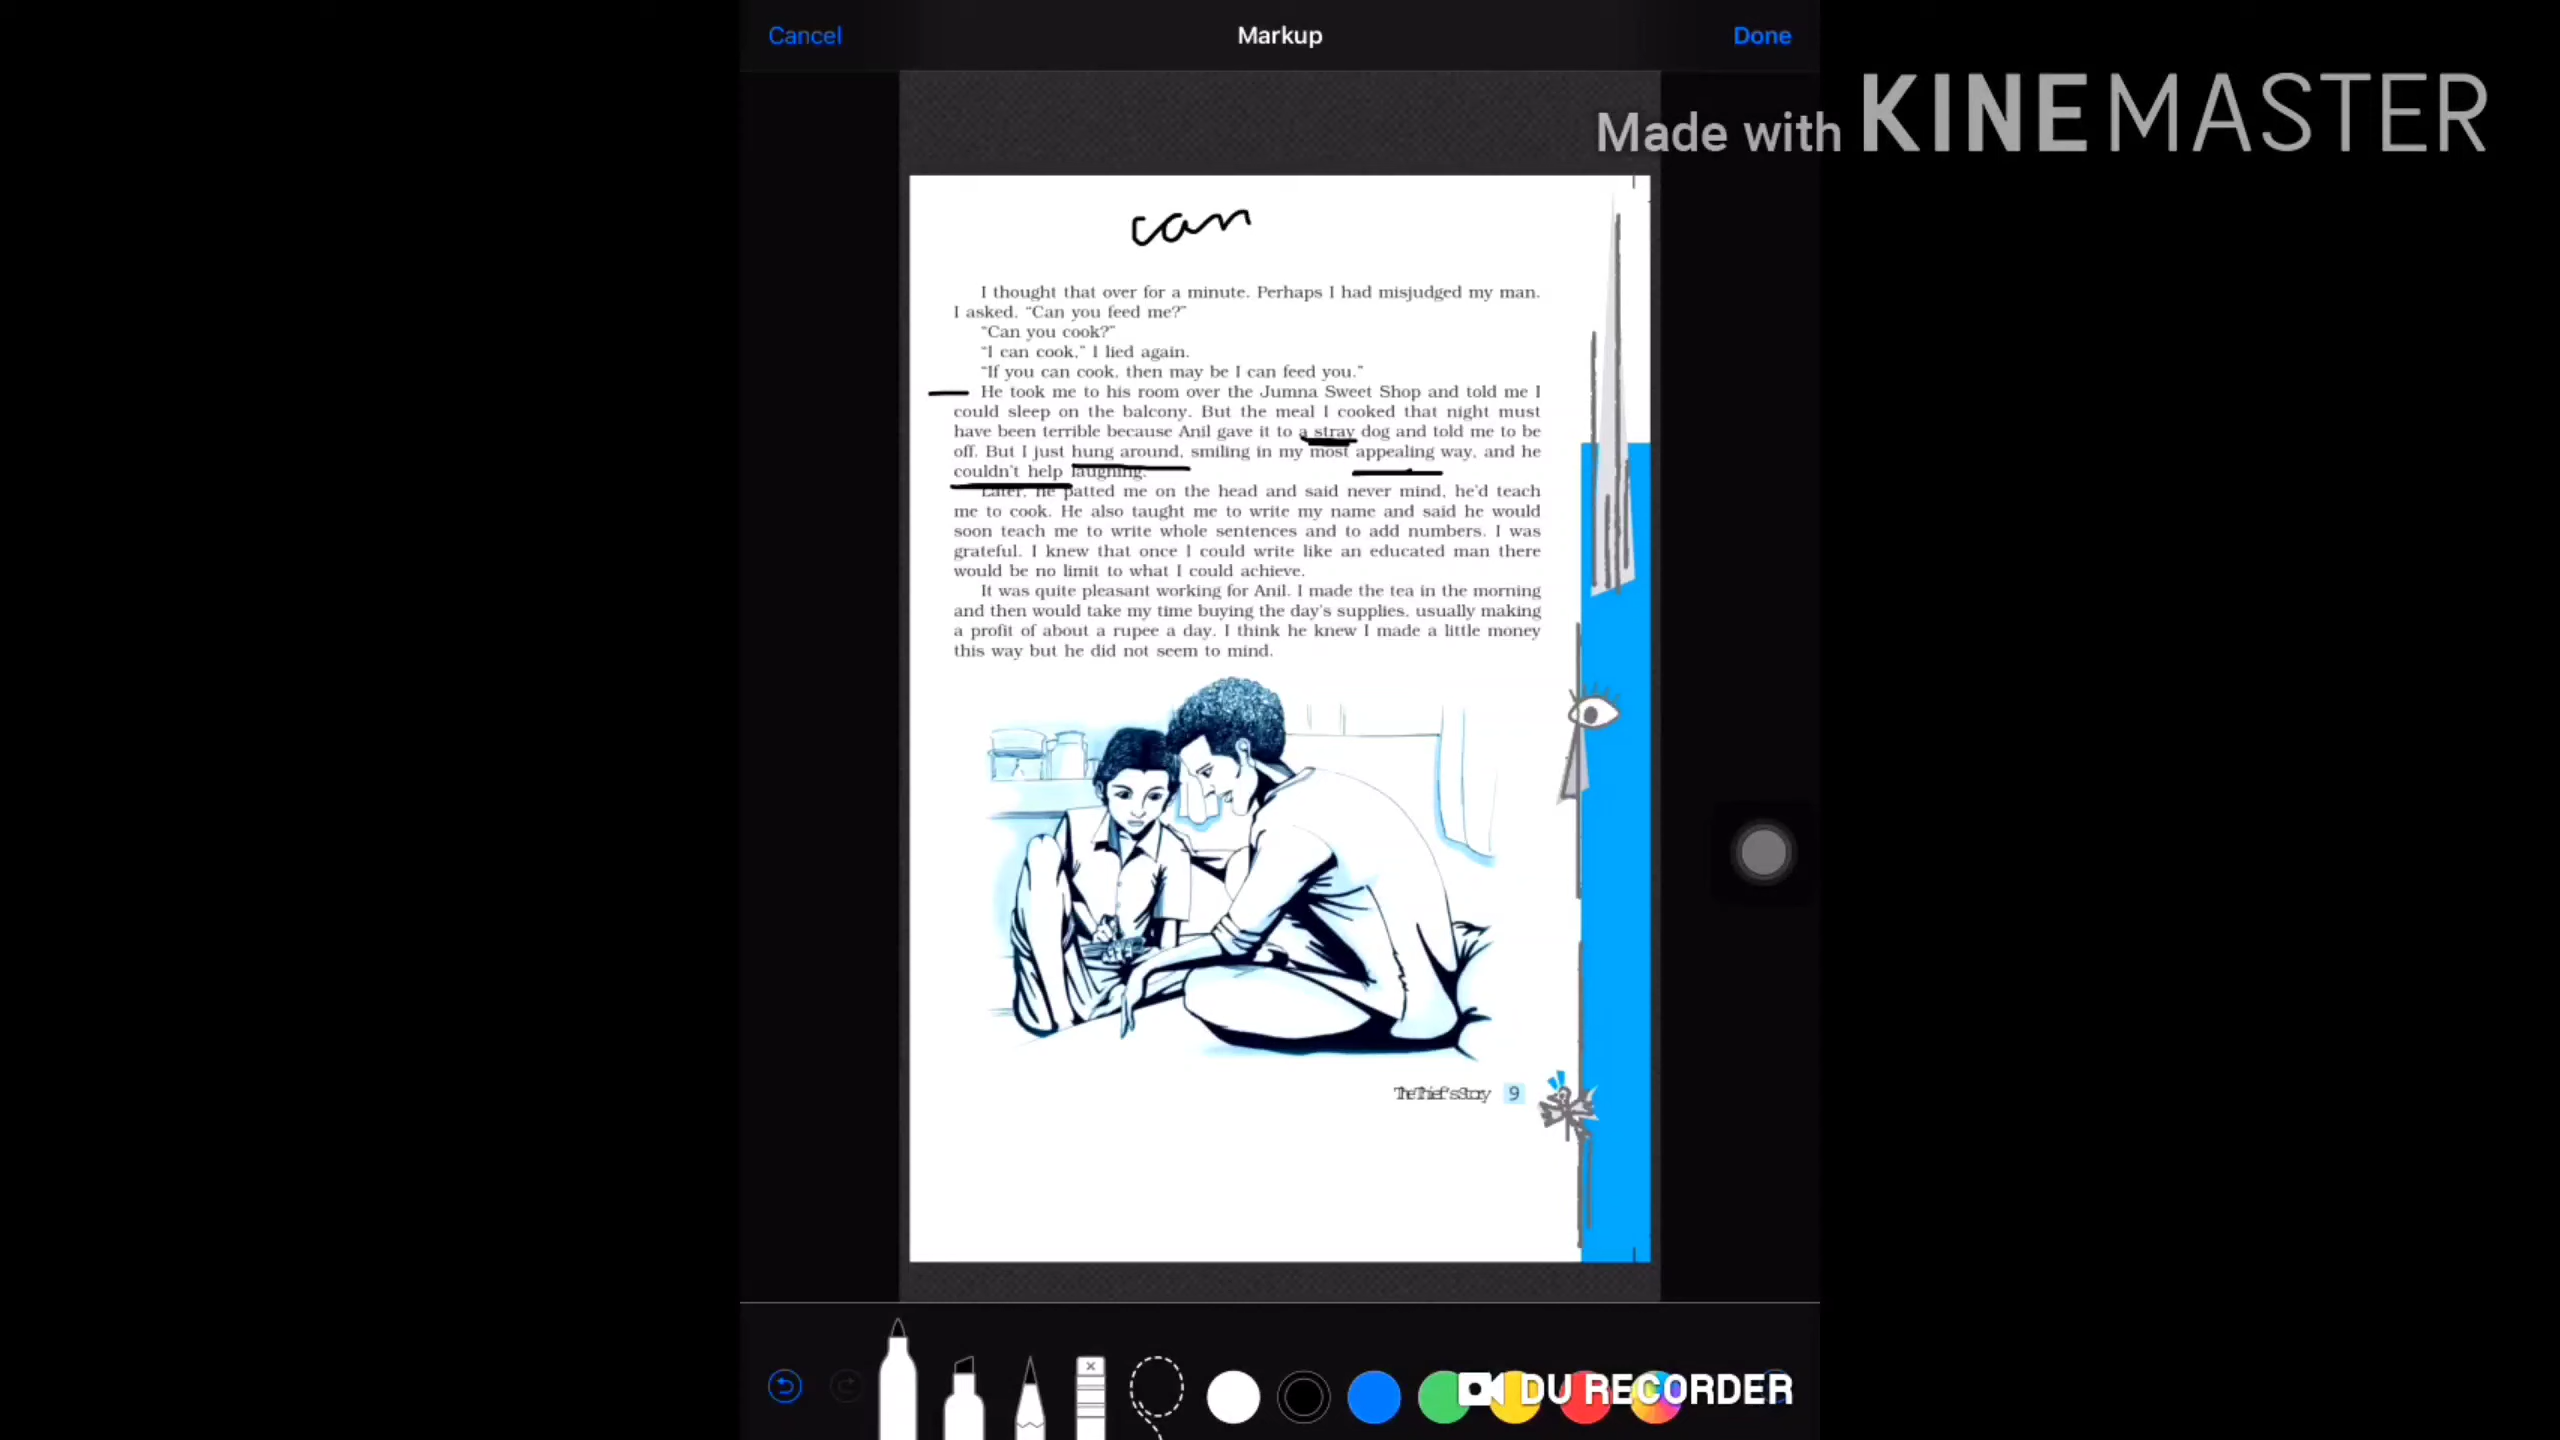 Cancel
Markup
Done
Made with KINEMASTER
can
I thought that over for a minute. Perhaps I had misjudged my man.
I asked, “Can you feed me?”
“Can you cook?”
“I can cook,” I lied again.
“If you can cook, then may be I can feed you.”
He took me to his room over the Jumna Sweet Shop and told me I
could sleep on the balcony. But the meal I cooked that night must
have been terrible because Anil gave it to a stray dog and told me to be
off. But I just hung around, smiling in my most appealing way, and he
couldn't help laughing.
Later, he patted me on the head and said never mind, he'd teach
me to cook. He also taught me to write my name and said he would
soon teach me to write whole sentences and to add numbers. I was
grateful. I knew that once I could write like an educated man there
would be no limit to what I could achieve.
It was quite pleasant working for Anil. I made the tea in the morning
and then would take my time buying the day's supplies, usually making
a profit of about a rupee a day. I think he knew I made a little money
this way but he did not seem to mind.
The Thief's Story 9
DU RECORDER